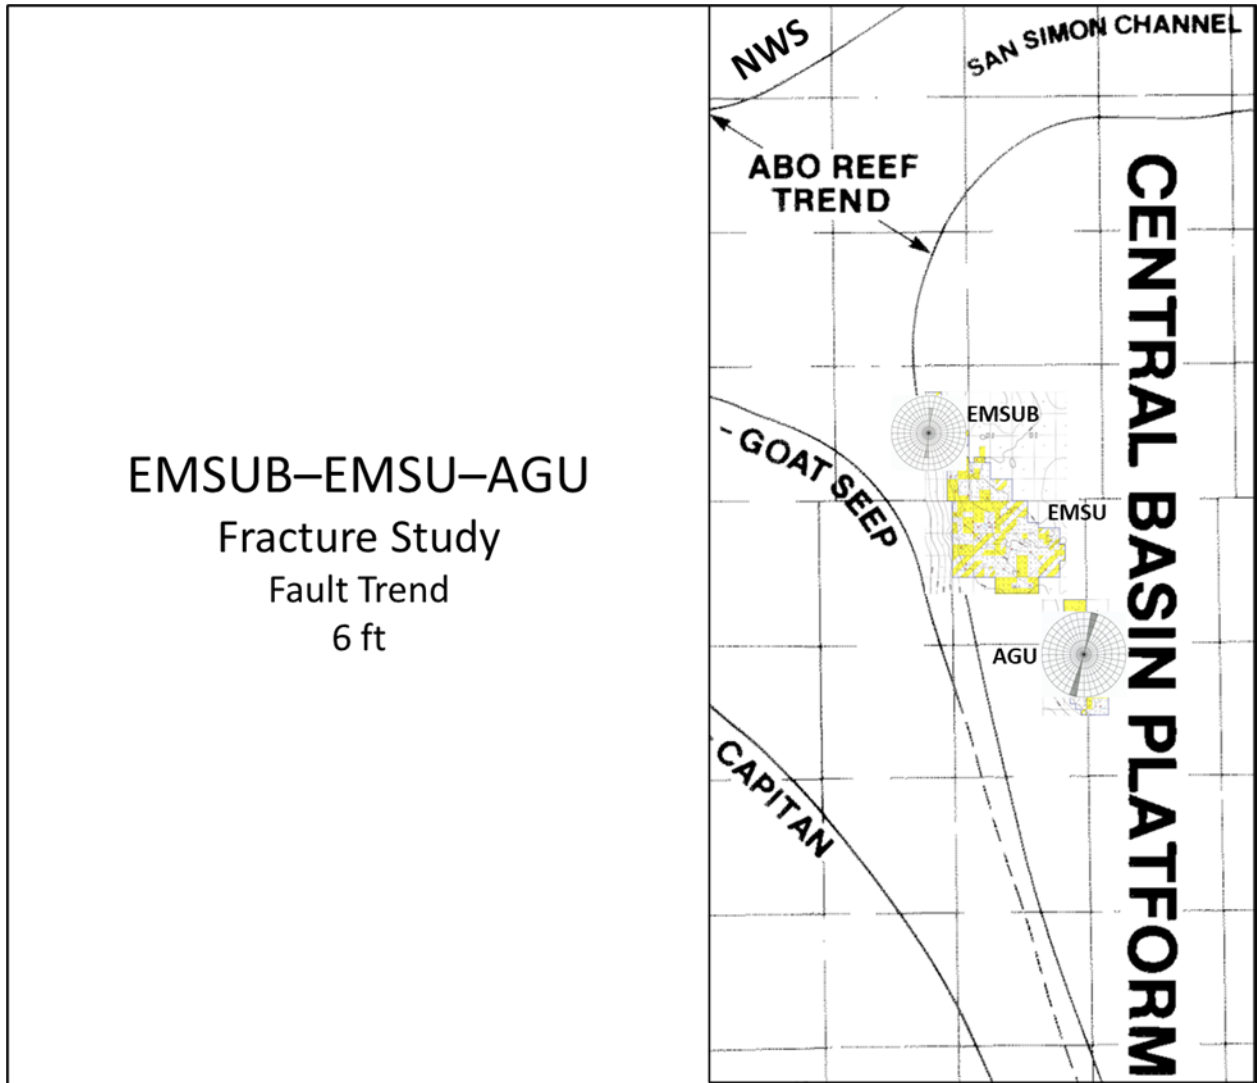 EMSUB–EMSU–AGU
Fracture Study
Fault Trend
6 ft
NWS
SAN SIMON CHANNEL
ABO REEF
TREND
CENTRAL BASIN PLATFORM
EMSUB
- GOAT SEEP
EMSU
AGU
- CAPITAN